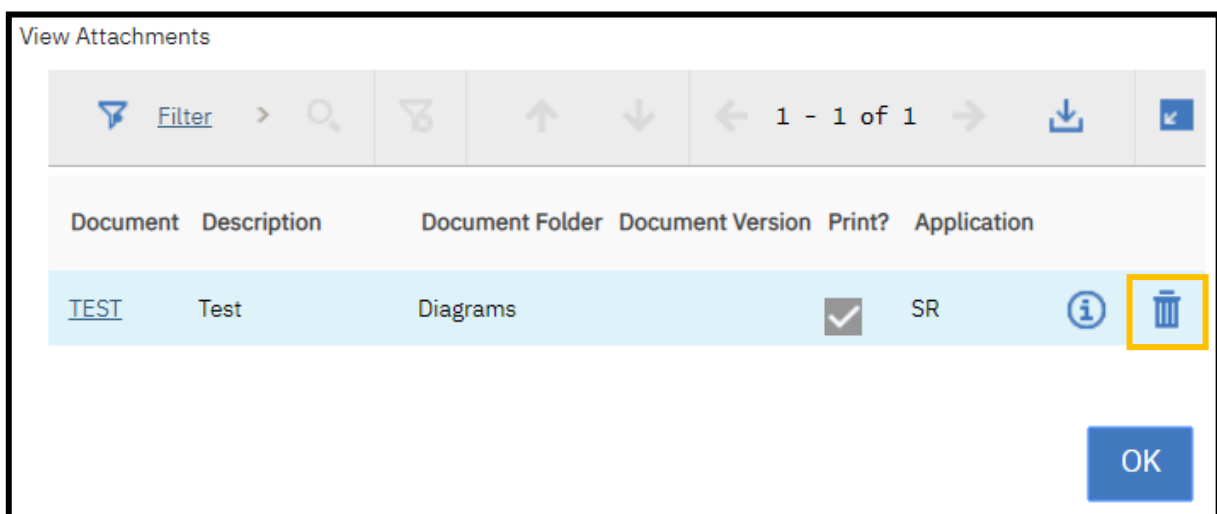 View Attachments
Filter > 1 - 1 of 1
Document Description Document Folder Document Version Print? Application
TEST Test Diagrams SR
OK